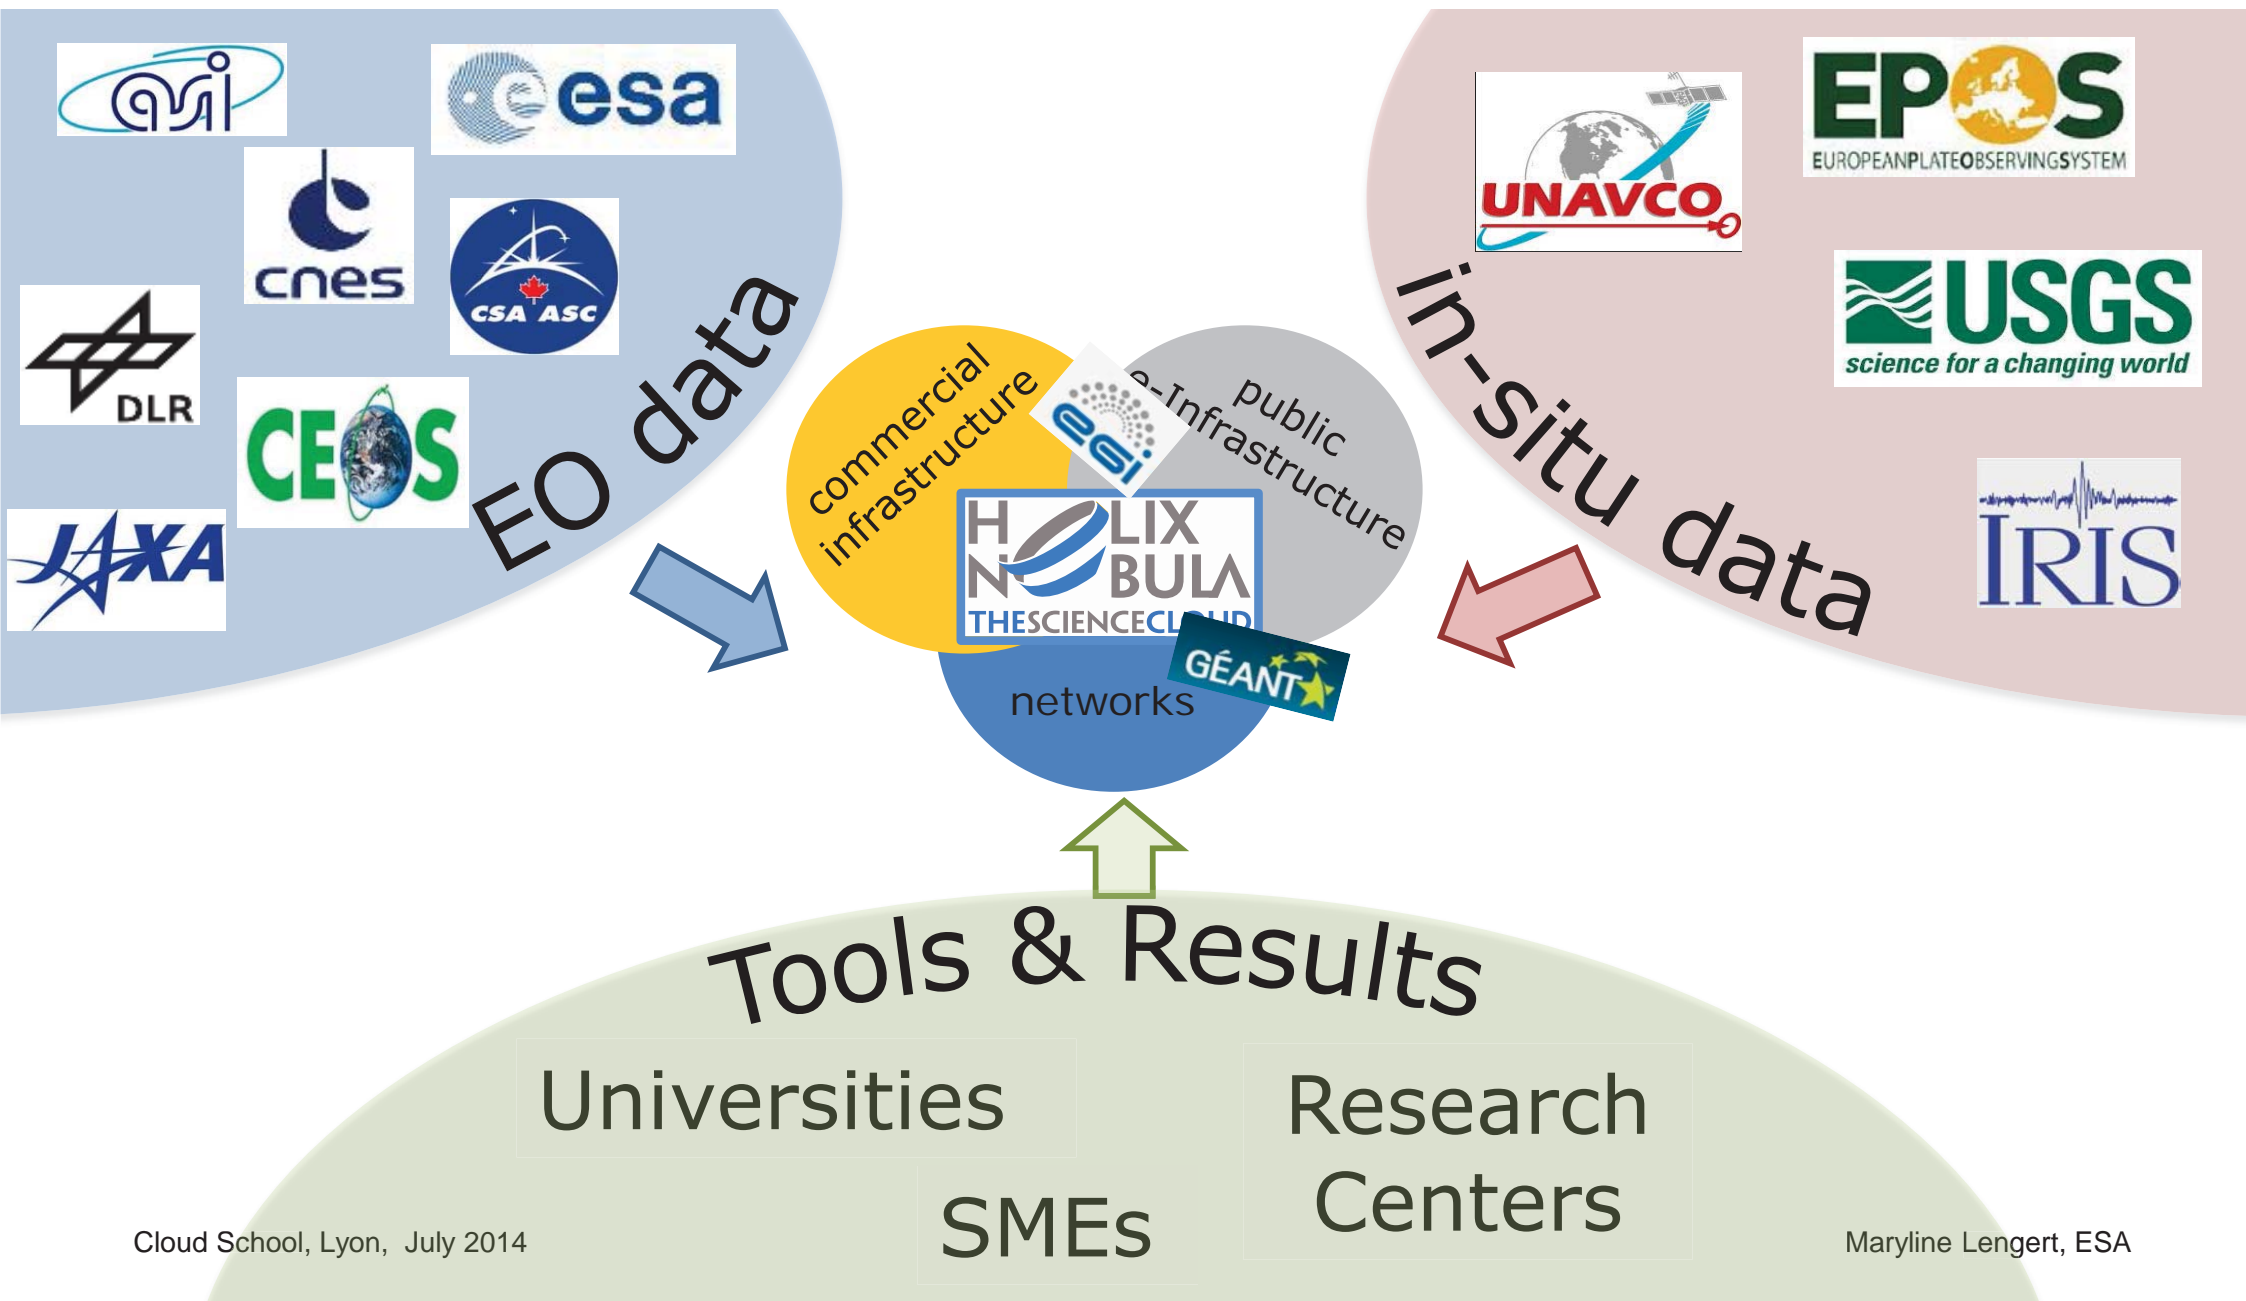 asi
esa
cnes
CSA ASC
DLR
CEOS
JAXA
EO data
UNAVCO
EPOS
EUROPEANPLATEOBSERVINGSYSTEM
USGS
science for a changing world
IRIS
in-situ data
commercial
infrastructure
egi
public
e-Infrastructure
HELIX
NEBULA
THESCIENCECLOUD
GÉANT
networks
Tools & Results
Universities
Research
Centers
SMEs
Cloud School, Lyon, July 2014
Maryline Lengert, ESA